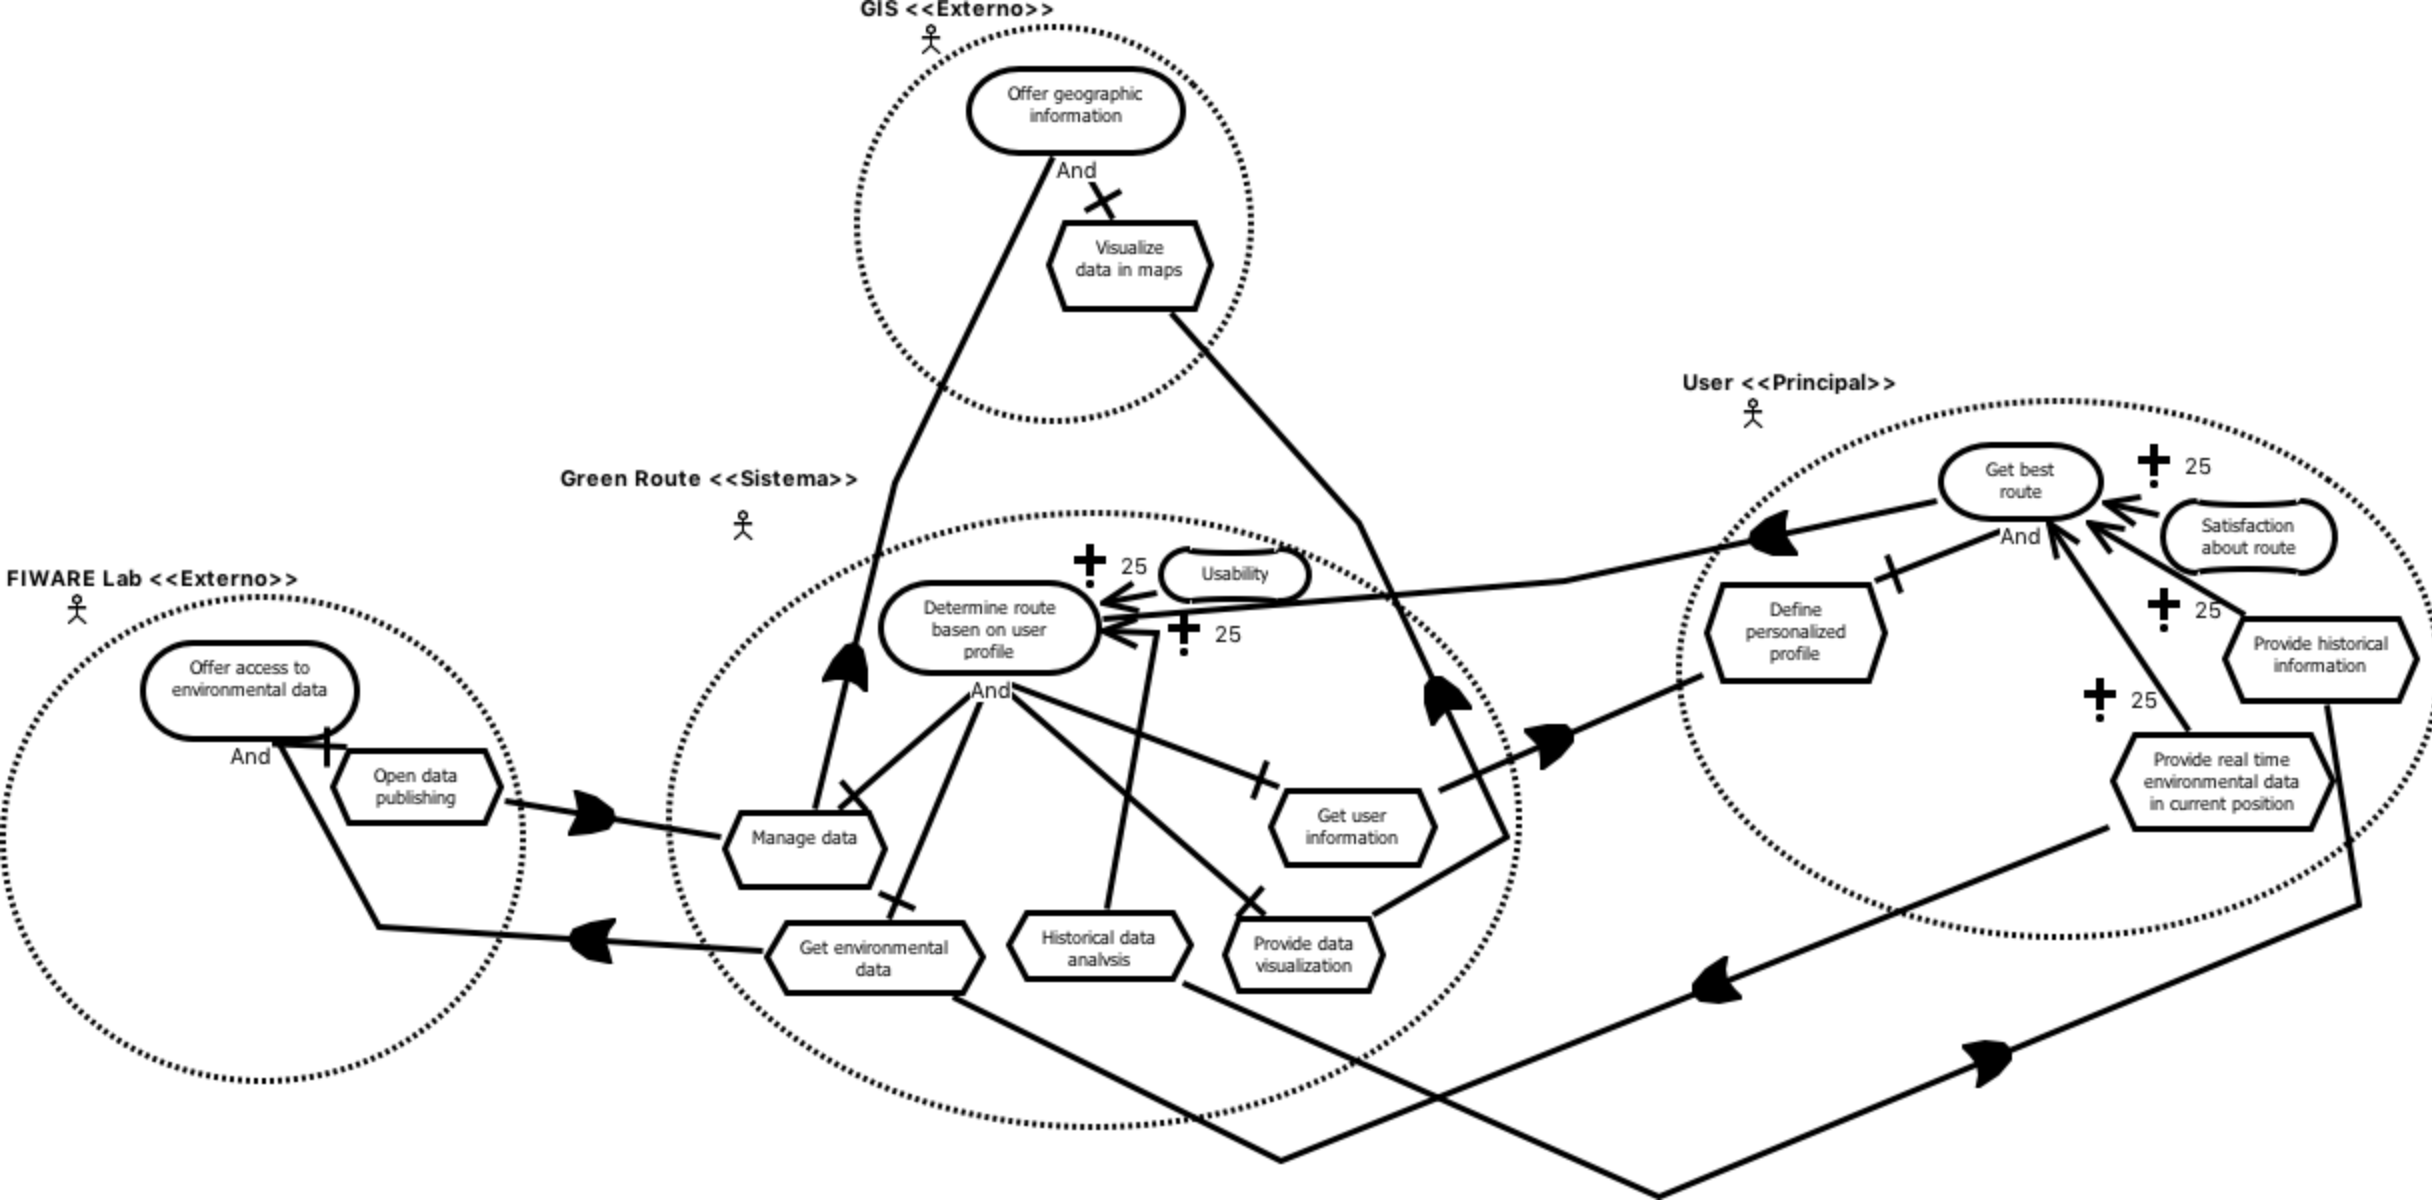 GIS <<Externo>>
Offer geographic
information
And
Visualize
data in maps
User <<Principal>>
Get best
route
25
And
Satisfaction
about route
Define
personalized
profile
25
Provide historical
information
25
Provide real time
environmental data
in current position
Green Route <<Sistema>>
25
Usability
Determine route
basen on user
profile
25
And
Get user
information
Manage data
Get environmental
data
Historical data
analvsis
Provide data
visualization
FIWARE Lab <<Externo>>
Offer access to
environmental data
And
Open data
publishing